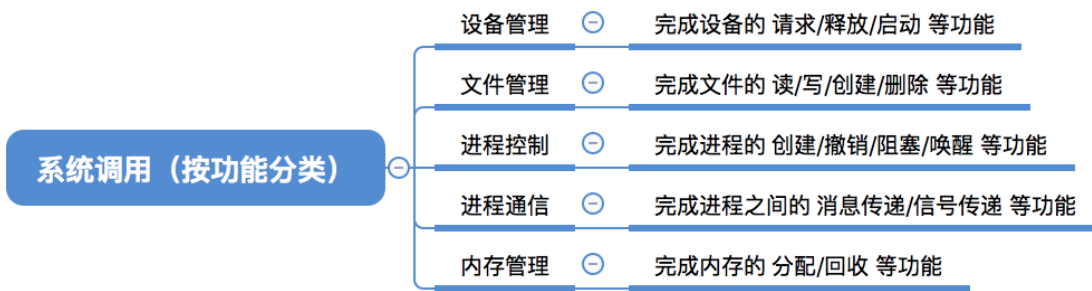 系统调用（按功能分类）
设备管理
完成设备的 请求/释放/启动 等功能
文件管理
完成文件的 读/写/创建/删除 等功能
进程控制
完成进程的 创建/撤销/阻塞/唤醒 等功能
进程通信
完成进程之间的 消息传递/信号传递 等功能
内存管理
完成内存的 分配/回收 等功能